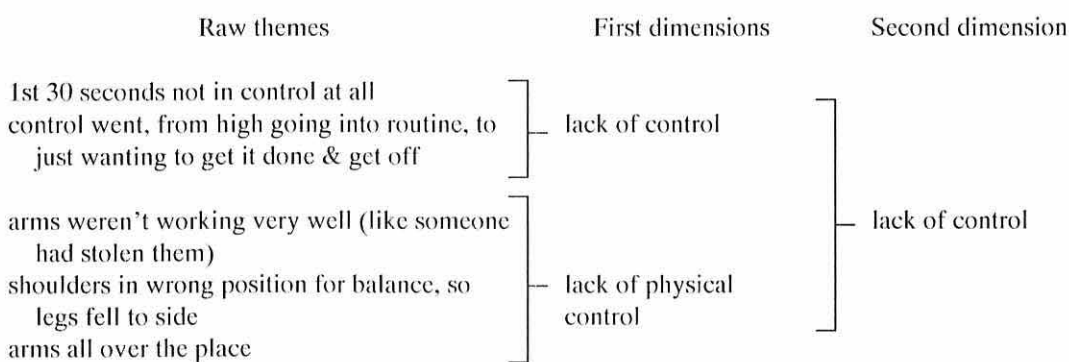 Raw themes First dimensions Second dimension
1st 30 seconds not in control at all
control went, from high going into routine, to
just wanting to get it done & get off
lack of control
arms weren't working very well (like someone
had stolen them)
shoulders in wrong position for balance, so
legs fell to side
arms all over the place
lack of physical
control
lack of control